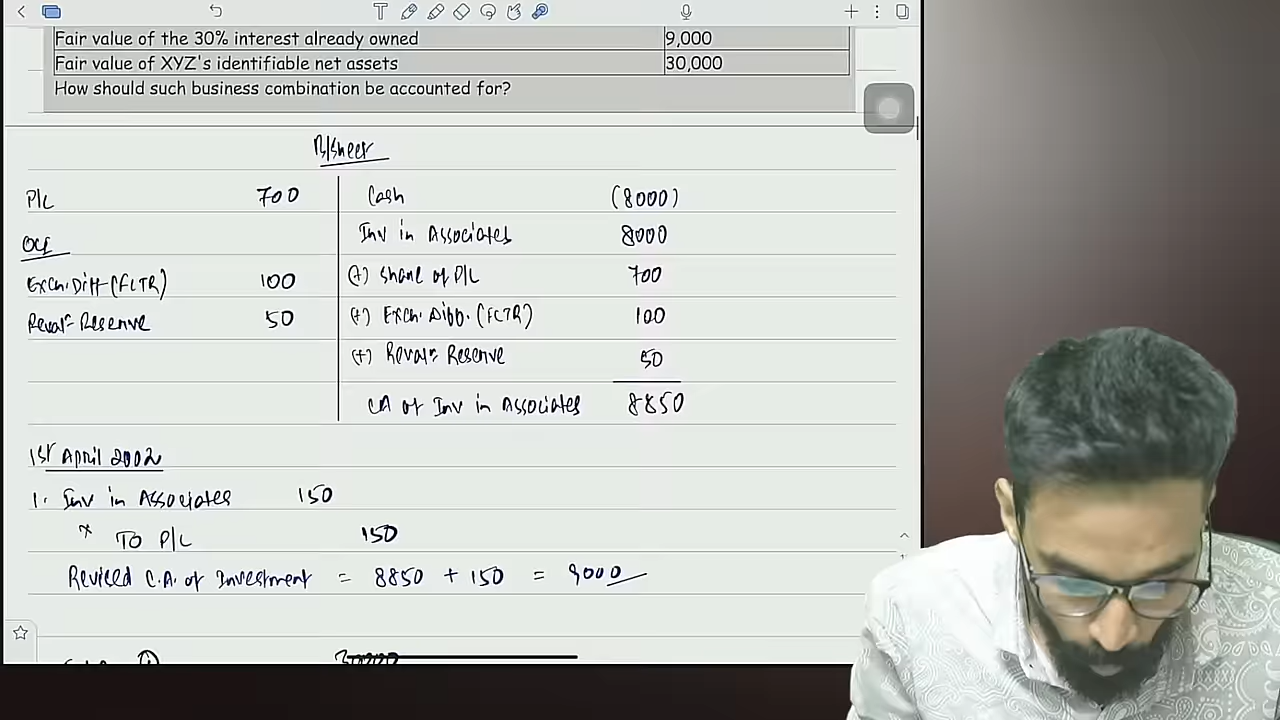 Fair value of the 30% interest already owned 9,000
Fair value of XYZ's identifiable net assets 30,000
How should such business combination be accounted for?
B/Sheet
P/L 700 Cash (8000)
OCI Inv in Associates 8000
Exch. Diff (FCTR) 100 (+) Share of P/L 700
Revaln Reserve 50 (+) Exch. Diff. (FCTR) 100
(+) Revaln Reserve 50
CA of Inv in Associates 8850
1st April 2002
1. Inv in Associates 150
TO P/L 150
Revised C.A. of Investment = 8850 + 150 = 9000
30000